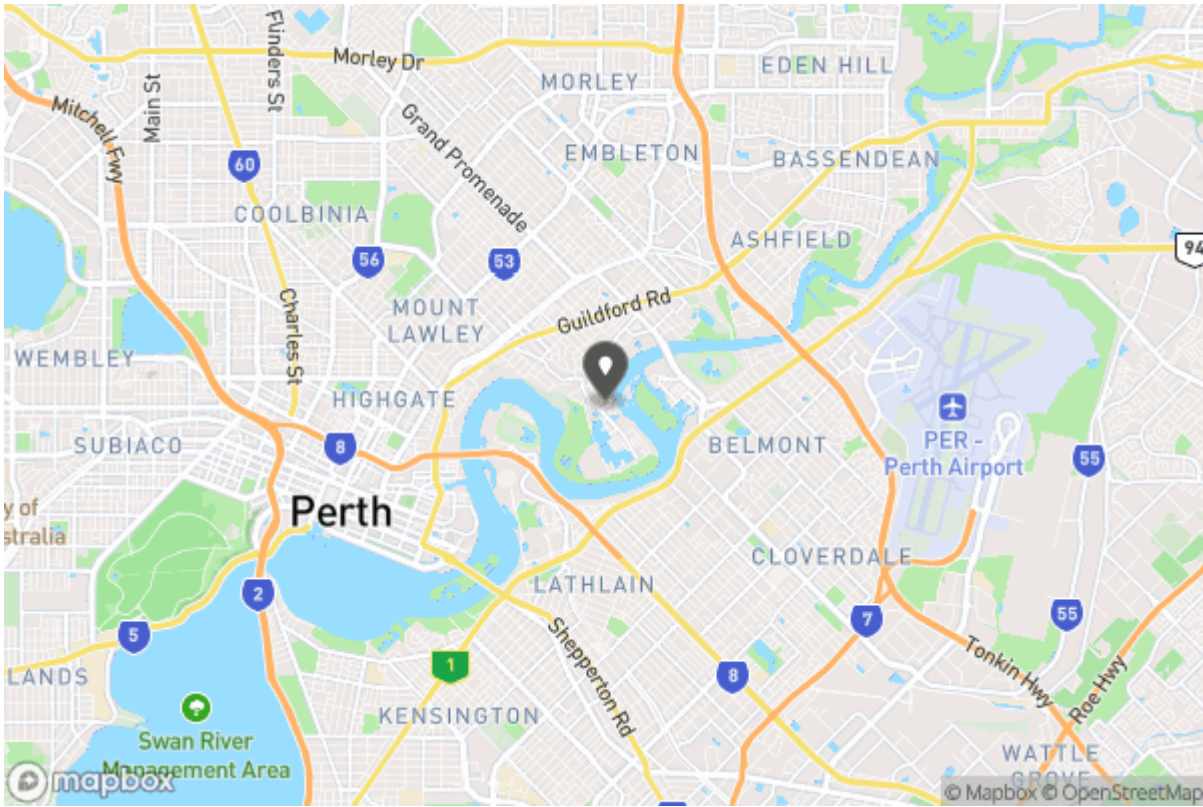 Flinders St
Morley Dr
MORLEY
EDEN HILL
Main St
Mitchell Fwy
Grand Promenade
60
EMBLETON
BASSENDEAN
COOLBINIA
ASHFIELD
94
56
53
MOUNT
LAWLEY
Guildford Rd
Charles St
WEMBLEY
HIGHGATE
SUBIACO
8
BELMONT
PER -
Perth Airport
55
Perth
y of
stralia
CLOVERDALE
LATHLAIN
2
7
55
5
Shepperton Rd
Tonkin Hwy
Roe Hwy
1
8
LANDS
KENSINGTON
Swan River
Management Area
WATTLE
GROVE
mapbox
© Mapbox © OpenStreetMap